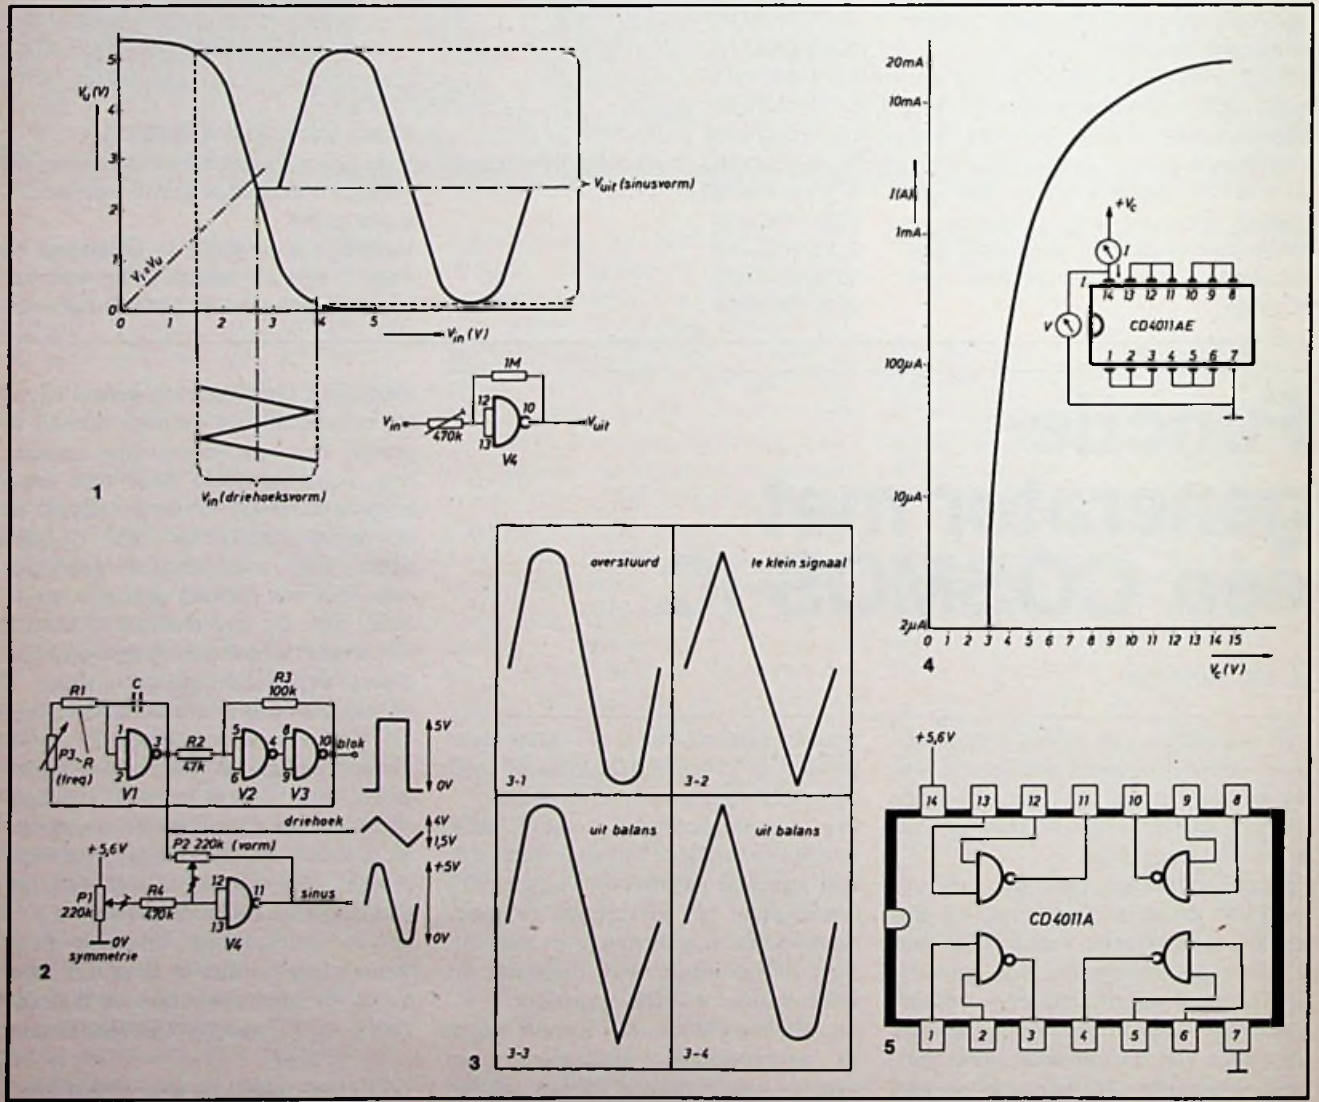 5
V_u (V)
4
3
2
1
0
V_i = V_u
0 1 2 3 4 5
V_in (V)
V_uit (sinusvorm)
V_in (driehoeksvorm)
1
1M
V_in
470k
12
13
10
V4
V_uit
20mA
10mA
I(A)
1mA
100µA
10µA
2µA
0 1 2 3 4 5 6 7 8 9 10 11 12 13 14 15
V_c (V)
4
+V_c
I
I
V
14 13 12 11 10 9 8
CD4011AE
1 2 3 4 5 6 7
R1
C
R3
100k
P3
R
(freq)
1
2
3
V1
R2
47k
5
6
4
V2
8
9
10
V3
blok
5V
0V
driehoek
4V
1,5V
P2 220k (vorm)
+5,6V
P1
220k
R4
470k
12
13
11
V4
sinus
+5V
0V
0V
symmetrie
2
overstuurd
3-1
te klein signaal
3-2
uit balans
3-3
uit balans
3-4
3
+5,6V
14 13 12 11 10 9 8
CD4011A
1 2 3 4 5 6 7
5
generator met